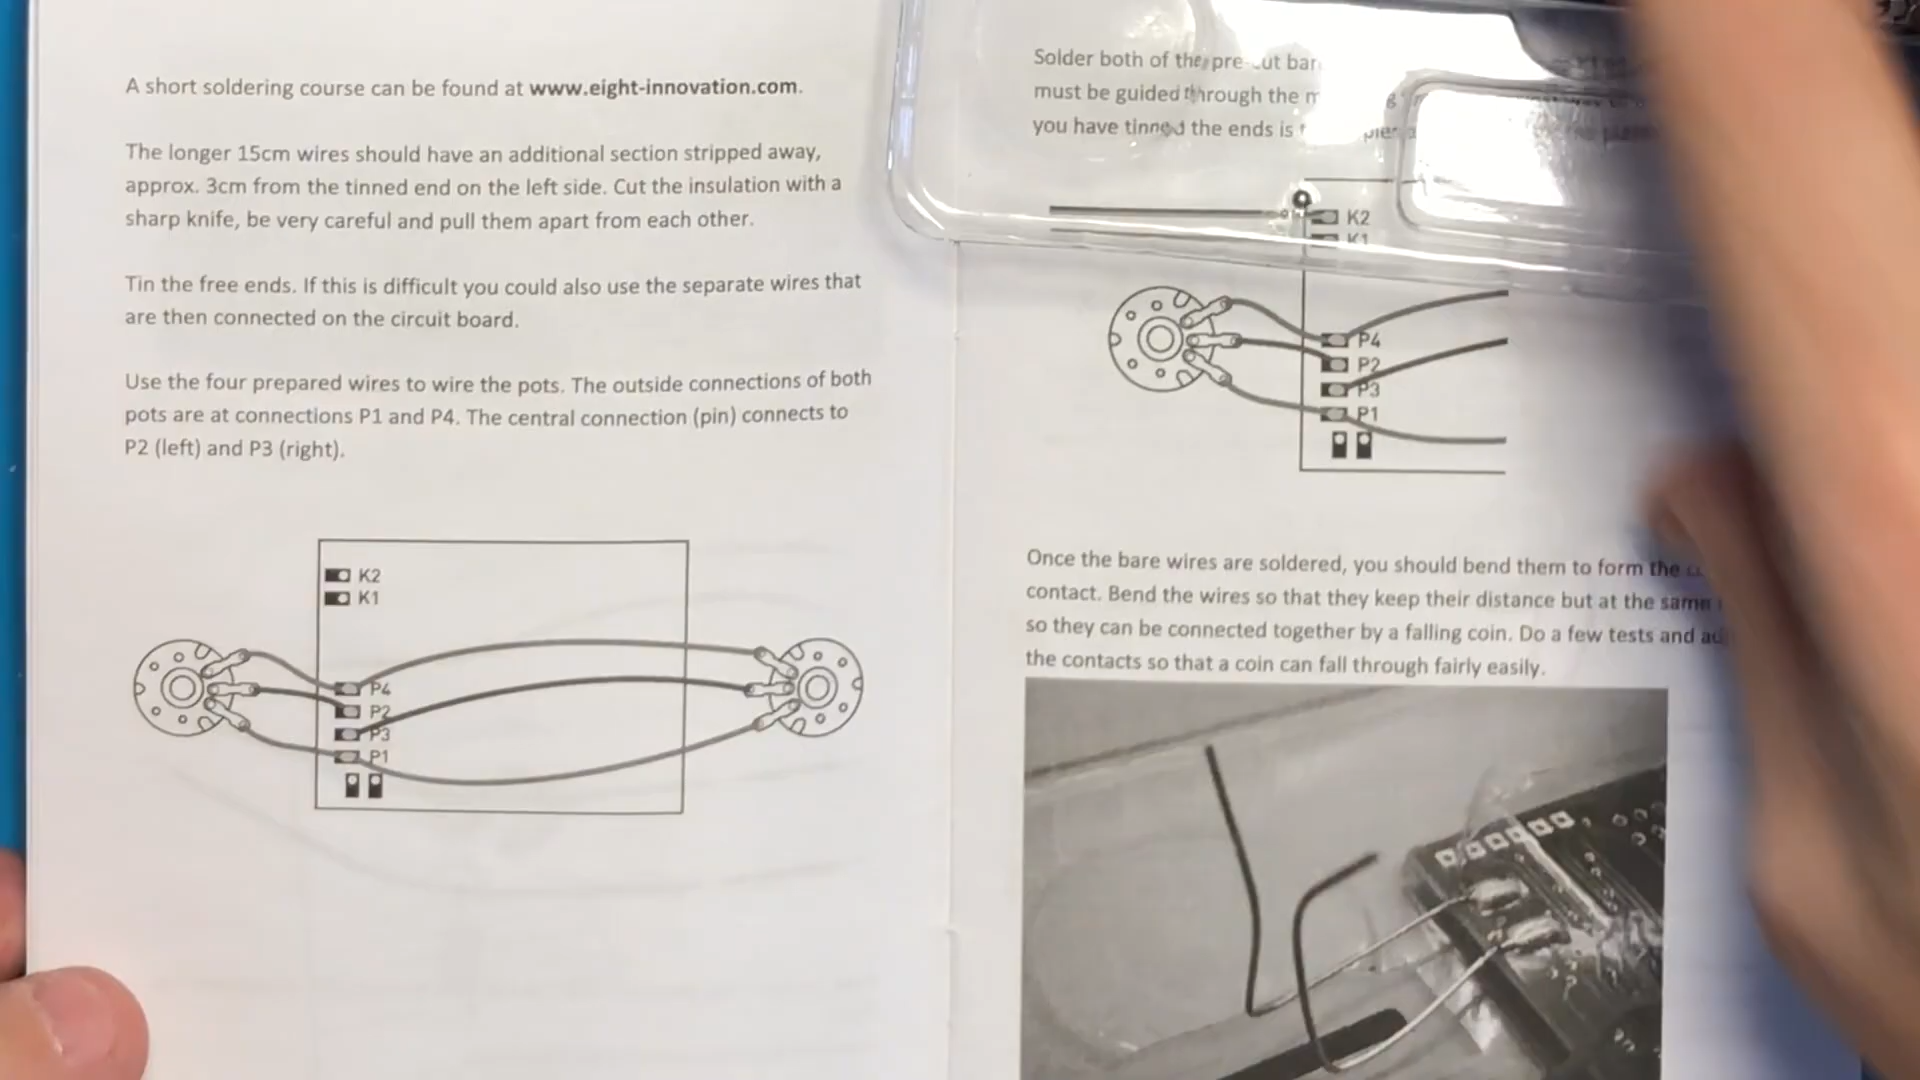 A short soldering course can be found at www.eight-innovation.com.
The longer 15cm wires should have an additional section stripped away,
approx. 3cm from the tinned end on the left side. Cut the insulation with a
sharp knife, be very careful and pull them apart from each other.
Tin the free ends. If this is difficult you could also use the separate wires that
are then connected on the circuit board.
Use the four prepared wires to wire the pots. The outside connections of both
pots are at connections P1 and P4. The central connection (pin) connects to
P2 (left) and P3 (right).
K2
K1
P4
P2
P3
P1
Solder both of the pre-cut
must be guided through the
you have tinned the ends is
K2
K1
P4
P2
P3
P1
Once the bare wires are soldered, you should bend them to form the
contact. Bend the wires so that they keep their distance but at the same
so they can be connected together by a falling coin. Do a few tests and
the contacts so that a coin can fall through fairly easily.